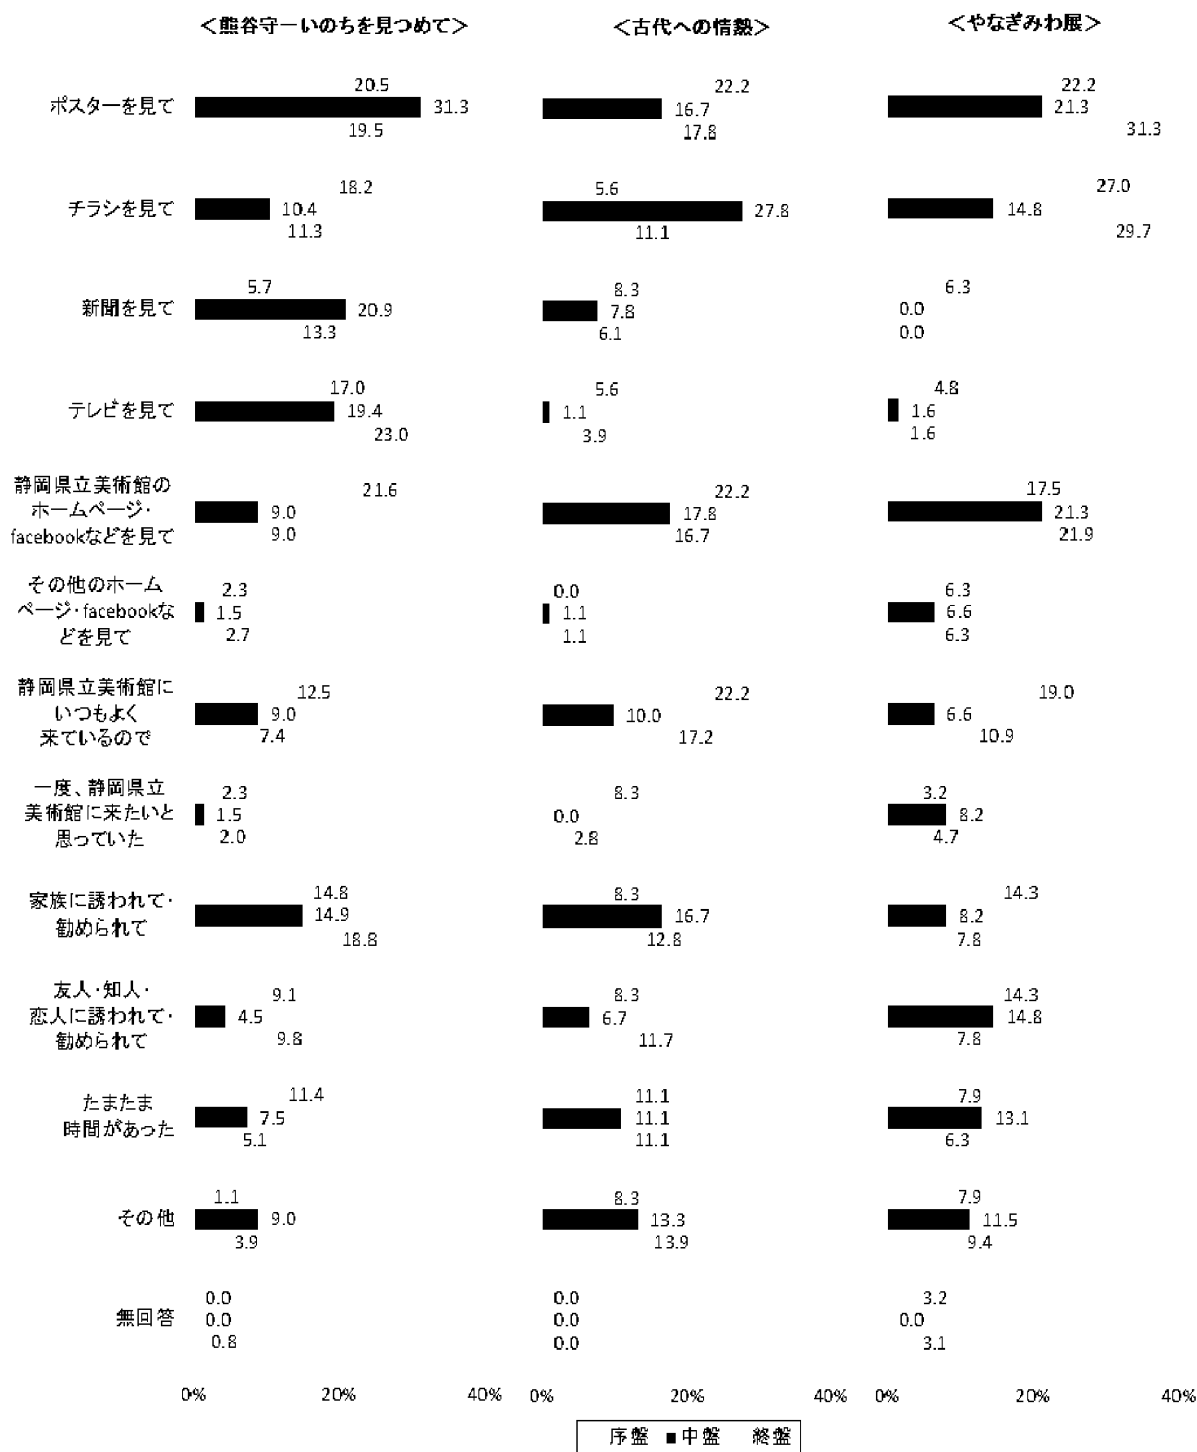 ＜熊谷守一いのちを見つめて＞ ＜古代への情熱＞ ＜やなぎみわ展＞
20.5 22.2 22.2
ポスターを見て 31.3 16.7 21.3
19.5 17.8 31.3
18.2 5.6 27.0
チラシを見て 10.4 27.8 14.8
11.3 11.1 29.7
5.7 8.3 6.3
新聞を見て 20.9 7.8 0.0
13.3 6.1 0.0
17.0 5.6 4.8
テレビを見て 19.4 1.1 1.6
23.0 3.9 1.6
静岡県立美術館の 21.6 22.2 17.5
ホームページ・ 9.0 17.8 21.3
facebookなどを見て 9.0 16.7 21.9
その他のホーム 2.3 0.0 6.3
ページ・facebookな 1.5 1.1 6.6
どを見て 2.7 1.1 6.3
静岡県立美術館に 12.5 22.2 19.0
いつもよく 9.0 10.0 6.6
来ているので 7.4 17.2 10.9
一度、静岡県立 2.3 8.3 3.2
美術館に来たいと 1.5 0.0 8.2
思っていた 2.0 2.8 4.7
14.8 8.3 14.3
家族に誘われて・ 14.9 16.7 8.2
勧められて 18.8 12.8 7.8
友人・知人・ 9.1 8.3 14.3
恋人に誘われて・ 4.5 6.7 14.8
勧められて 9.8 11.7 7.8
たまたま 11.4 11.1 7.9
時間があった 7.5 11.1 13.1
5.1 11.1 6.3
1.1 8.3 7.9
その他 9.0 13.3 11.5
3.9 13.9 9.4
0.0 0.0 3.2
無回答 0.0 0.0 0.0
0.8 0.0 3.1
0% 20% 40% 0% 20% 40% 0% 20% 40%
序盤 ■中盤 終盤